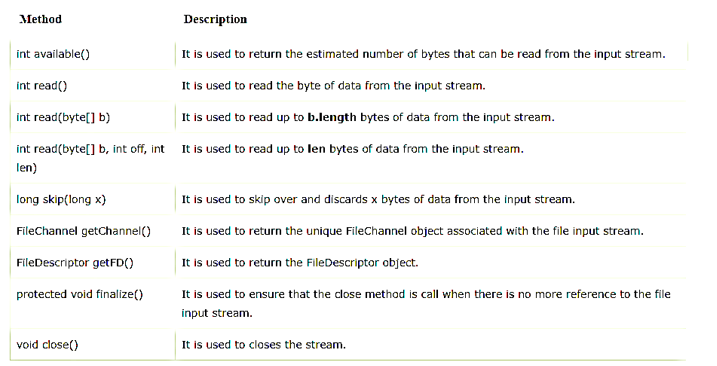 Method Description
int available() It is used to return the estimated number of bytes that can be read from the input stream.
int read() It is used to read the byte of data from the input stream.
int read(byte[] b) It is used to read up to b.length bytes of data from the input stream.
int read(byte[] b, int off, int It is used to read up to len bytes of data from the input stream.
len)
long skip(long x) It is used to skip over and discards x bytes of data from the input stream.
FileChannel getChannel() It is used to return the unique FileChannel object associated with the file input stream.
FileDescriptor getFD() It is used to return the FileDescriptor object.
protected void finalize() It is used to ensure that the close method is call when there is no more reference to the file
input stream.
void close() It is used to closes the stream.